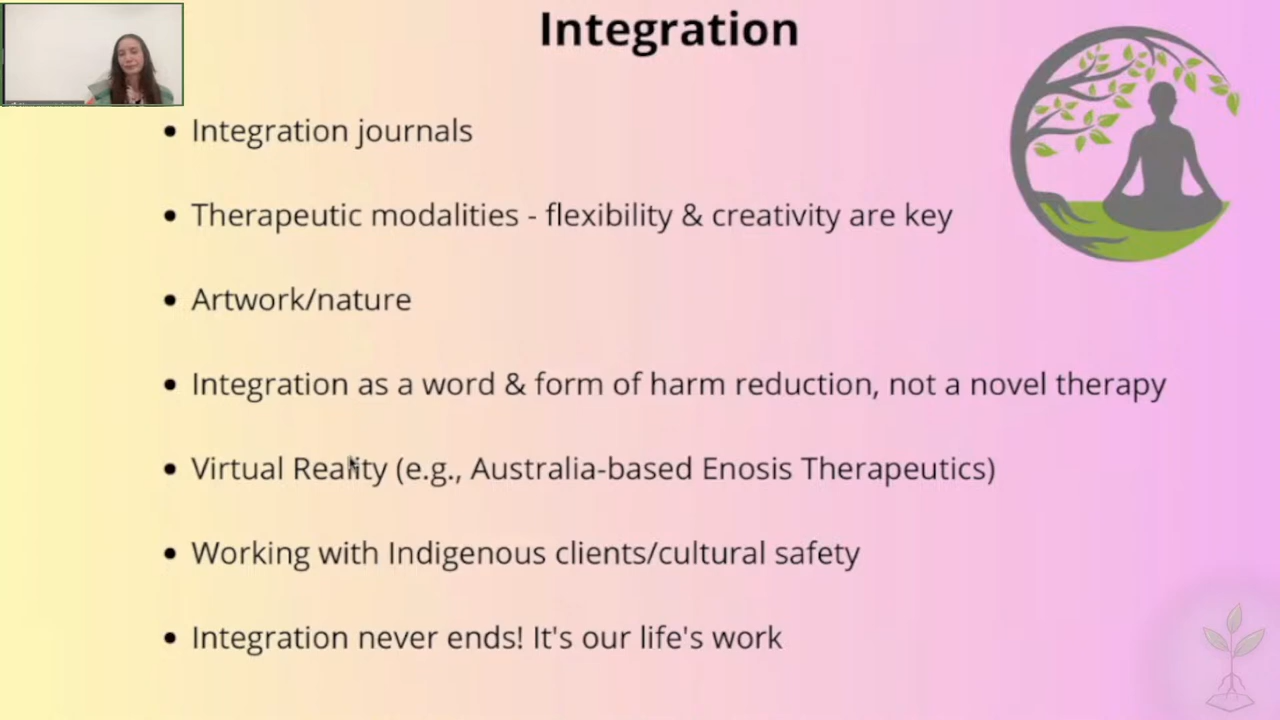 Integration
Integration journals
Therapeutic modalities - flexibility & creativity are key
Artwork/nature
Integration as a word & form of harm reduction, not a novel therapy
Virtual Reality (e.g., Australia-based Enosis Therapeutics)
Working with Indigenous clients/cultural safety
Integration never ends! It's our life's work